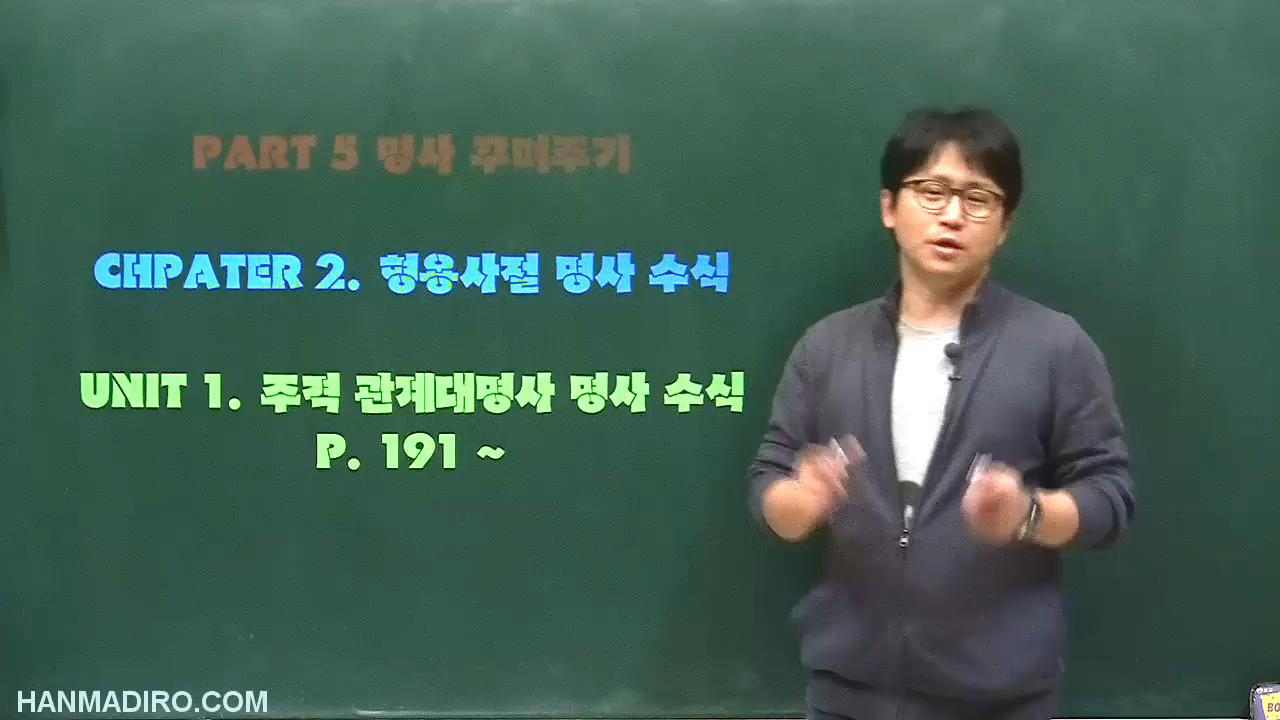 PART 5 명사 꾸며주기
CHPATER 2. 형용사절 명사 수식
UNIT 1. 주적 관계대명사 명사 수식
P. 191 ~
HANMADIRO.COM